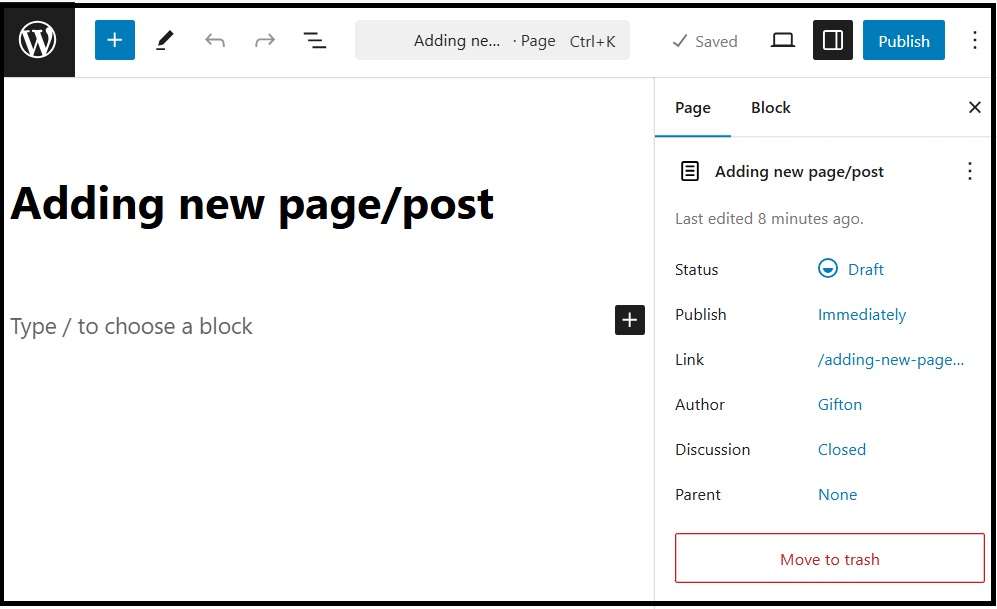 Adding ne... · Page Ctrl+K
Saved
Publish
Page
Block
Adding new page/post
Adding new page/post
Last edited 8 minutes ago.
Status Draft
Publish Immediately
Type / to choose a block
Link /adding-new-page...
Author Gifton
Discussion Closed
Parent None
Move to trash